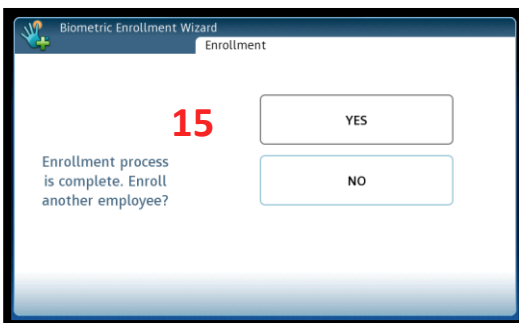 Biometric Enrollment Wizard
Enrollment
15
YES
Enrollment process
is complete. Enroll
another employee?
NO